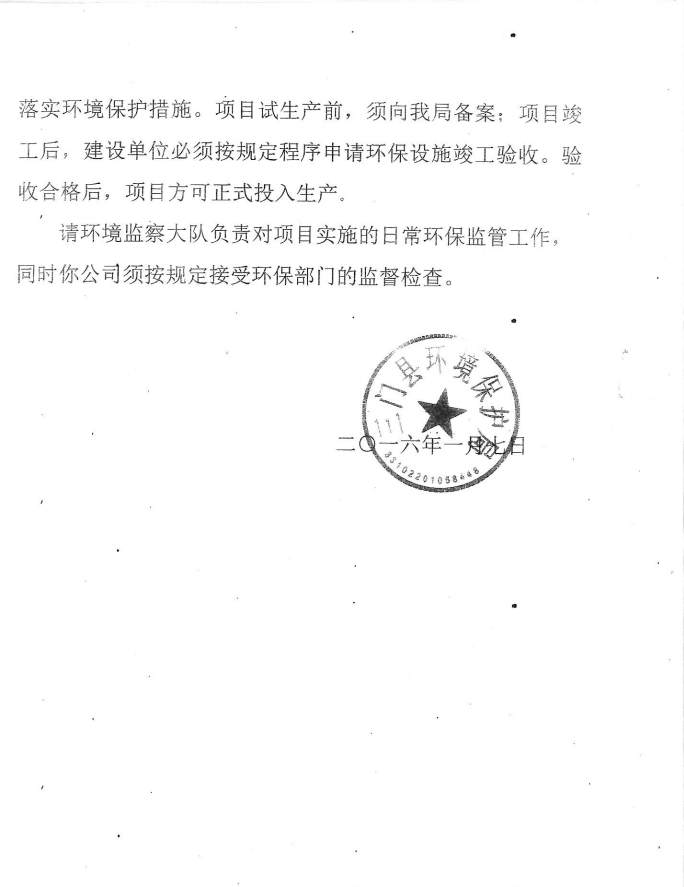 落实环境保护措施。项目试生产前，须向我局备案；项目竣
工后，建设单位必须按规定程序申请环保设施竣工验收。验
收合格后，项目方可正式投入生产。
请环境监察大队负责对项目实施的日常环保监管工作，
同时你公司须按规定接受环保部门的监督检查。
三门县环境保护局
二〇一六年一月七日